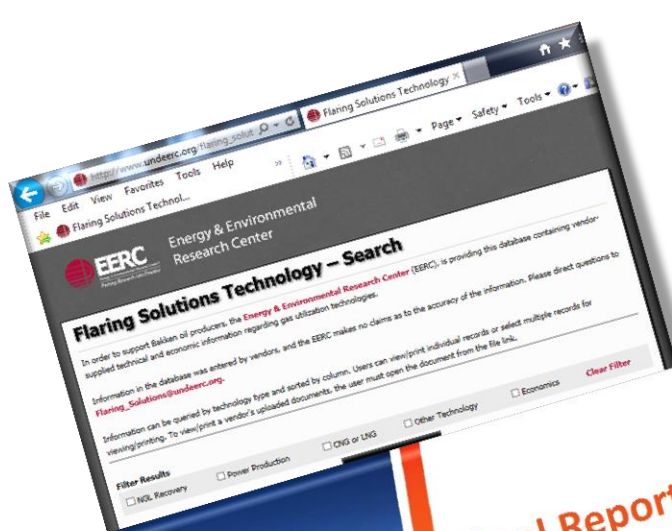 Flaring Solutions Technology
http://www.undeerc.org/flaring_solut
File Edit View Favorites Tools Help
Page Safety Tools
Flaring Solutions Technol...
EERC
Energy & Environmental
Research Center
Flaring Solutions Technology – Search
In order to support Bakken oil producers, the Energy & Environmental Research Center (EERC), is providing this database containing vendor-
supplied technical and economic information regarding gas utilization technologies.
Information in the database was entered by vendors, and the EERC makes no claims as to the accuracy of the information. Please direct questions to
Flaring_Solutions@undeerc.org.
Information can be queried by technology type and sorted by column. Users can view/print individual records or select multiple records for
viewing/printing. To view/print a vendor's uploaded documents, the user must open the document from the file link.
Filter Results
NGL Recovery Power Production CNG or LNG Other Technology Economics Clear Filter
Report